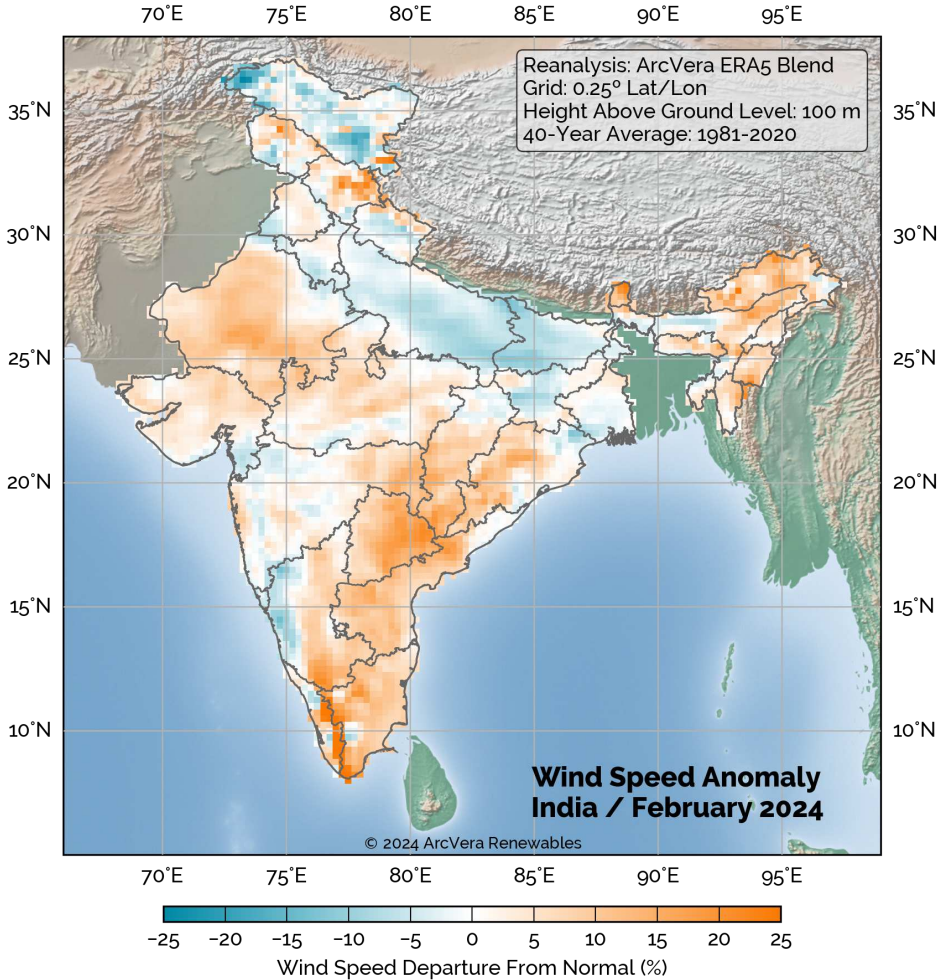 70°E 75°E 80°E 85°E 90°E 95°E
Reanalysis: ArcVera ERA5 Blend
Grid: 0.25º Lat/Lon
Height Above Ground Level: 100 m
40-Year Average: 1981-2020
35°N 35°N
30°N 30°N
25°N 25°N
20°N 20°N
15°N 15°N
10°N 10°N
Wind Speed Anomaly
India / February 2024
© 2024 ArcVera Renewables
70°E 75°E 80°E 85°E 90°E 95°E
−25 −20 −15 −10 −5 0 5 10 15 20 25
Wind Speed Departure From Normal (%)